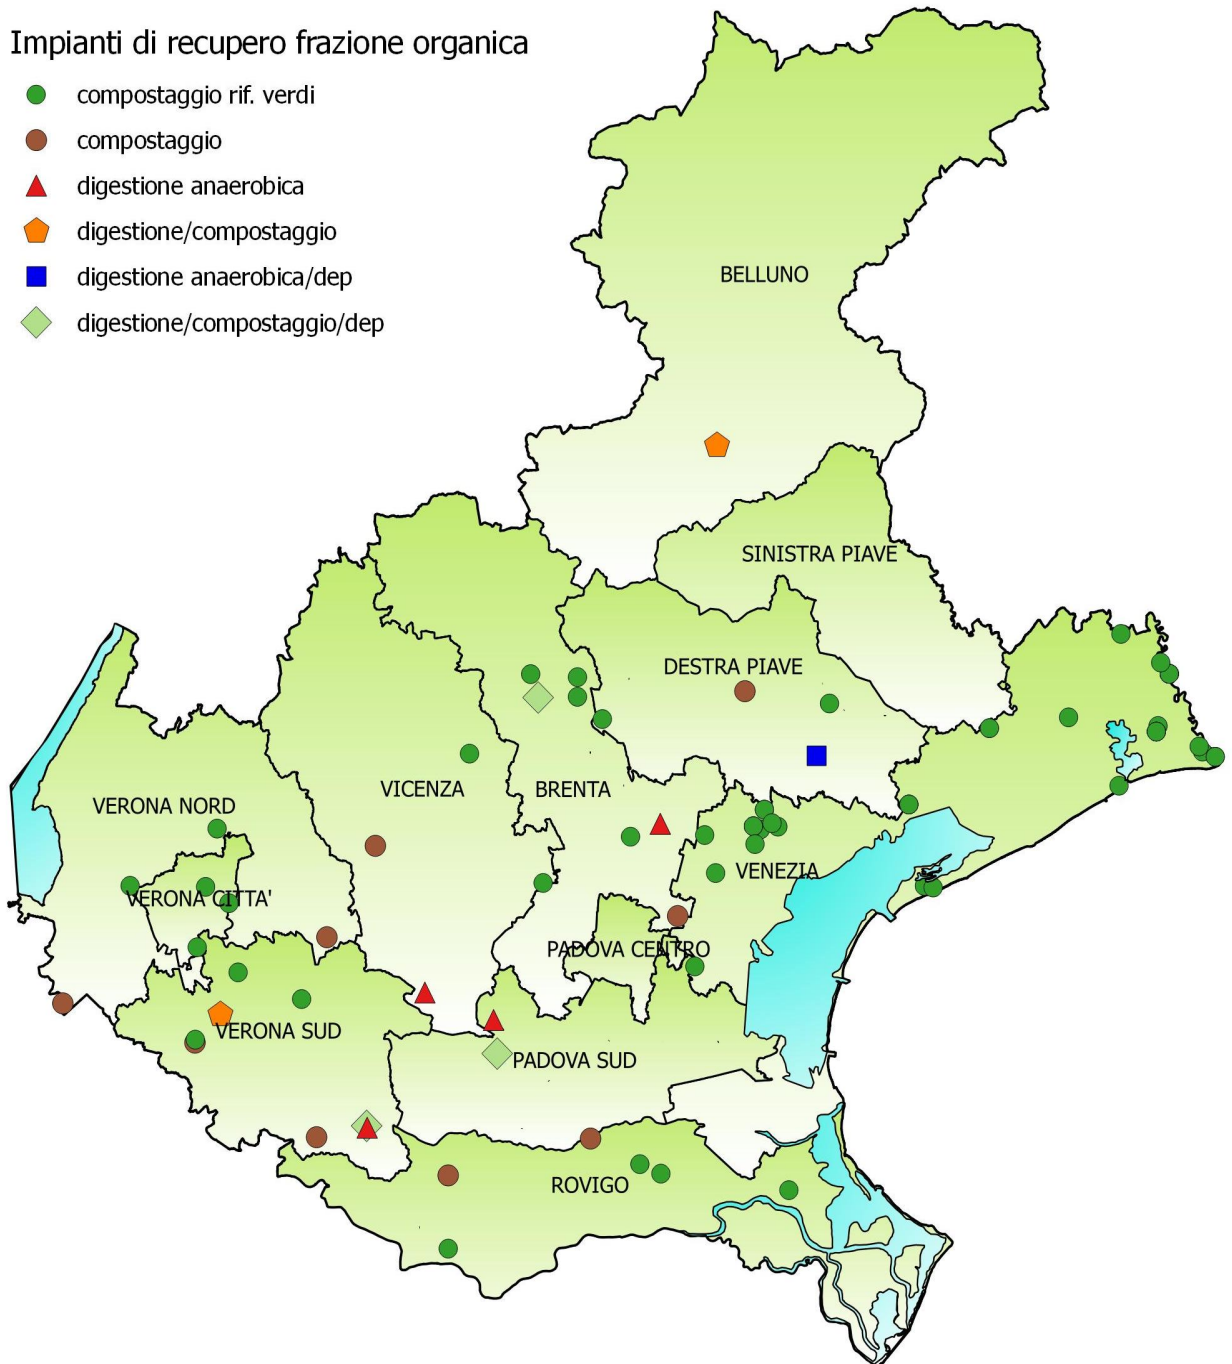 Impianti di recupero frazione organica
compostaggio rif. verdi
compostaggio
digestione anaerobica
digestione/compostaggio
digestione anaerobica/dep
digestione/compostaggio/dep
BELLUNO
SINISTRA PIAVE
DESTRA PIAVE
VICENZA
BRENTA
VERONA NORD
VENEZIA
VERONA CITTA'
PADOVA CENTRO
VERONA SUD
PADOVA SUD
ROVIGO